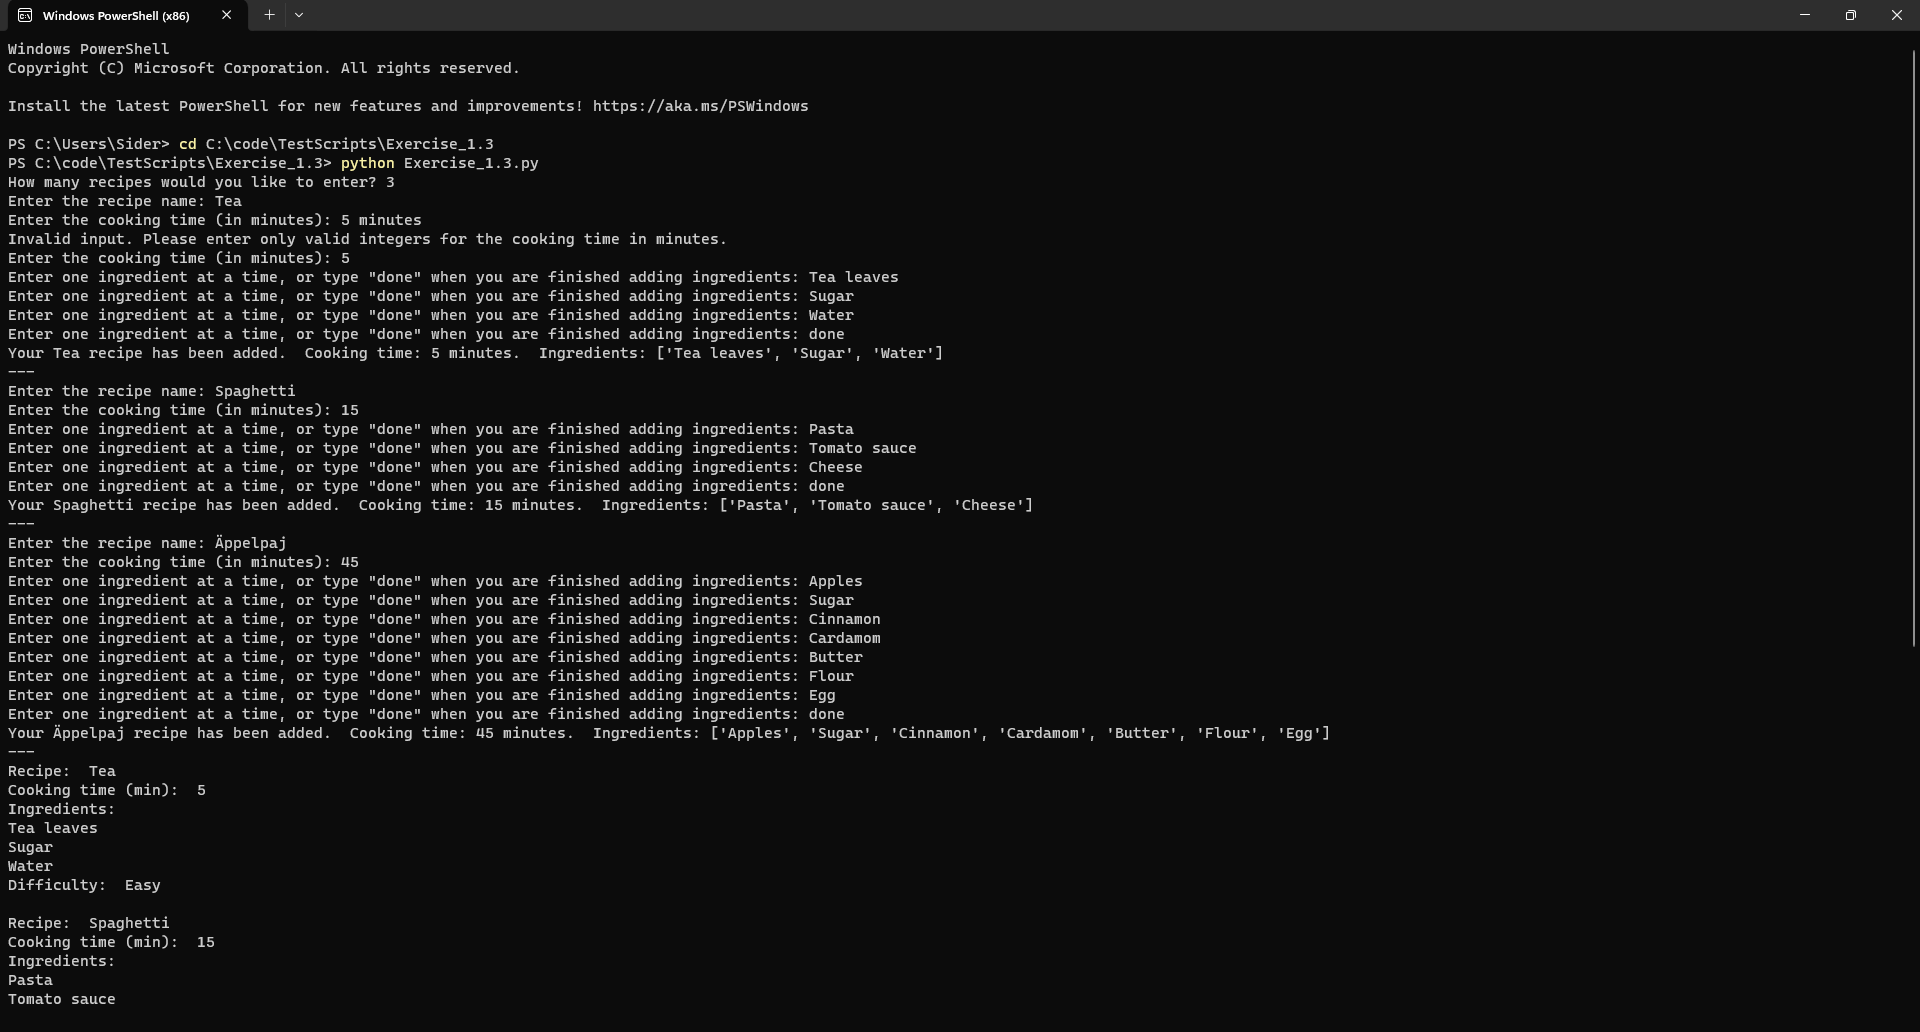 Windows PowerShell (x86)
Windows PowerShell
Copyright (C) Microsoft Corporation. All rights reserved.
Install the latest PowerShell for new features and improvements! https://aka.ms/PSWindows
PS C:\Users\Sider> cd C:\code\TestScripts\Exercise_1.3
PS C:\code\TestScripts\Exercise_1.3> python Exercise_1.3.py
How many recipes would you like to enter? 3
Enter the recipe name: Tea
Enter the cooking time (in minutes): 5 minutes
Invalid input. Please enter only valid integers for the cooking time in minutes.
Enter the cooking time (in minutes): 5
Enter one ingredient at a time, or type "done" when you are finished adding ingredients: Tea leaves
Enter one ingredient at a time, or type "done" when you are finished adding ingredients: Sugar
Enter one ingredient at a time, or type "done" when you are finished adding ingredients: Water
Enter one ingredient at a time, or type "done" when you are finished adding ingredients: done
Your Tea recipe has been added.  Cooking time: 5 minutes.  Ingredients: ['Tea leaves', 'Sugar', 'Water']
---
Enter the recipe name: Spaghetti
Enter the cooking time (in minutes): 15
Enter one ingredient at a time, or type "done" when you are finished adding ingredients: Pasta
Enter one ingredient at a time, or type "done" when you are finished adding ingredients: Tomato sauce
Enter one ingredient at a time, or type "done" when you are finished adding ingredients: Cheese
Enter one ingredient at a time, or type "done" when you are finished adding ingredients: done
Your Spaghetti recipe has been added.  Cooking time: 15 minutes.  Ingredients: ['Pasta', 'Tomato sauce', 'Cheese']
---
Enter the recipe name: Äppelpaj
Enter the cooking time (in minutes): 45
Enter one ingredient at a time, or type "done" when you are finished adding ingredients: Apples
Enter one ingredient at a time, or type "done" when you are finished adding ingredients: Sugar
Enter one ingredient at a time, or type "done" when you are finished adding ingredients: Cinnamon
Enter one ingredient at a time, or type "done" when you are finished adding ingredients: Cardamom
Enter one ingredient at a time, or type "done" when you are finished adding ingredients: Butter
Enter one ingredient at a time, or type "done" when you are finished adding ingredients: Flour
Enter one ingredient at a time, or type "done" when you are finished adding ingredients: Egg
Enter one ingredient at a time, or type "done" when you are finished adding ingredients: done
Your Äppelpaj recipe has been added.  Cooking time: 45 minutes.  Ingredients: ['Apples', 'Sugar', 'Cinnamon', 'Cardamom', 'Butter', 'Flour', 'Egg']
---
Recipe:  Tea
Cooking time (min):  5
Ingredients:
Tea leaves
Sugar
Water
Difficulty:  Easy
Recipe:  Spaghetti
Cooking time (min):  15
Ingredients:
Pasta
Tomato sauce